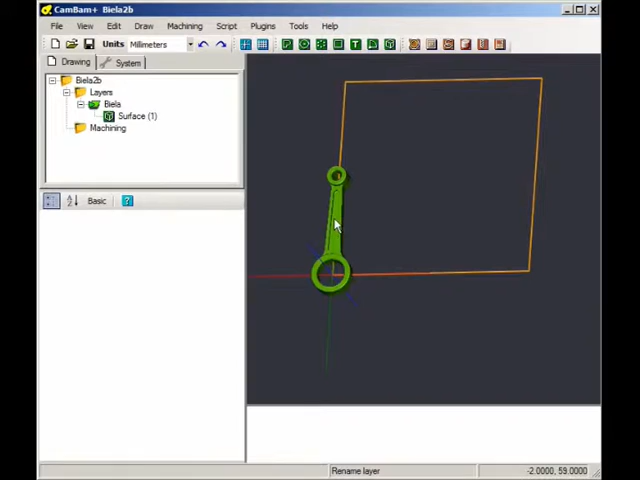 CamBam+ Biela2b
File View Edit Draw Machining Script Plugins Tools Help
Units Millimeters
Drawing System
Biela2b
Layers
Biela
Surface (1)
Machining
Basic
Rename layer -2.0000, 59.0000